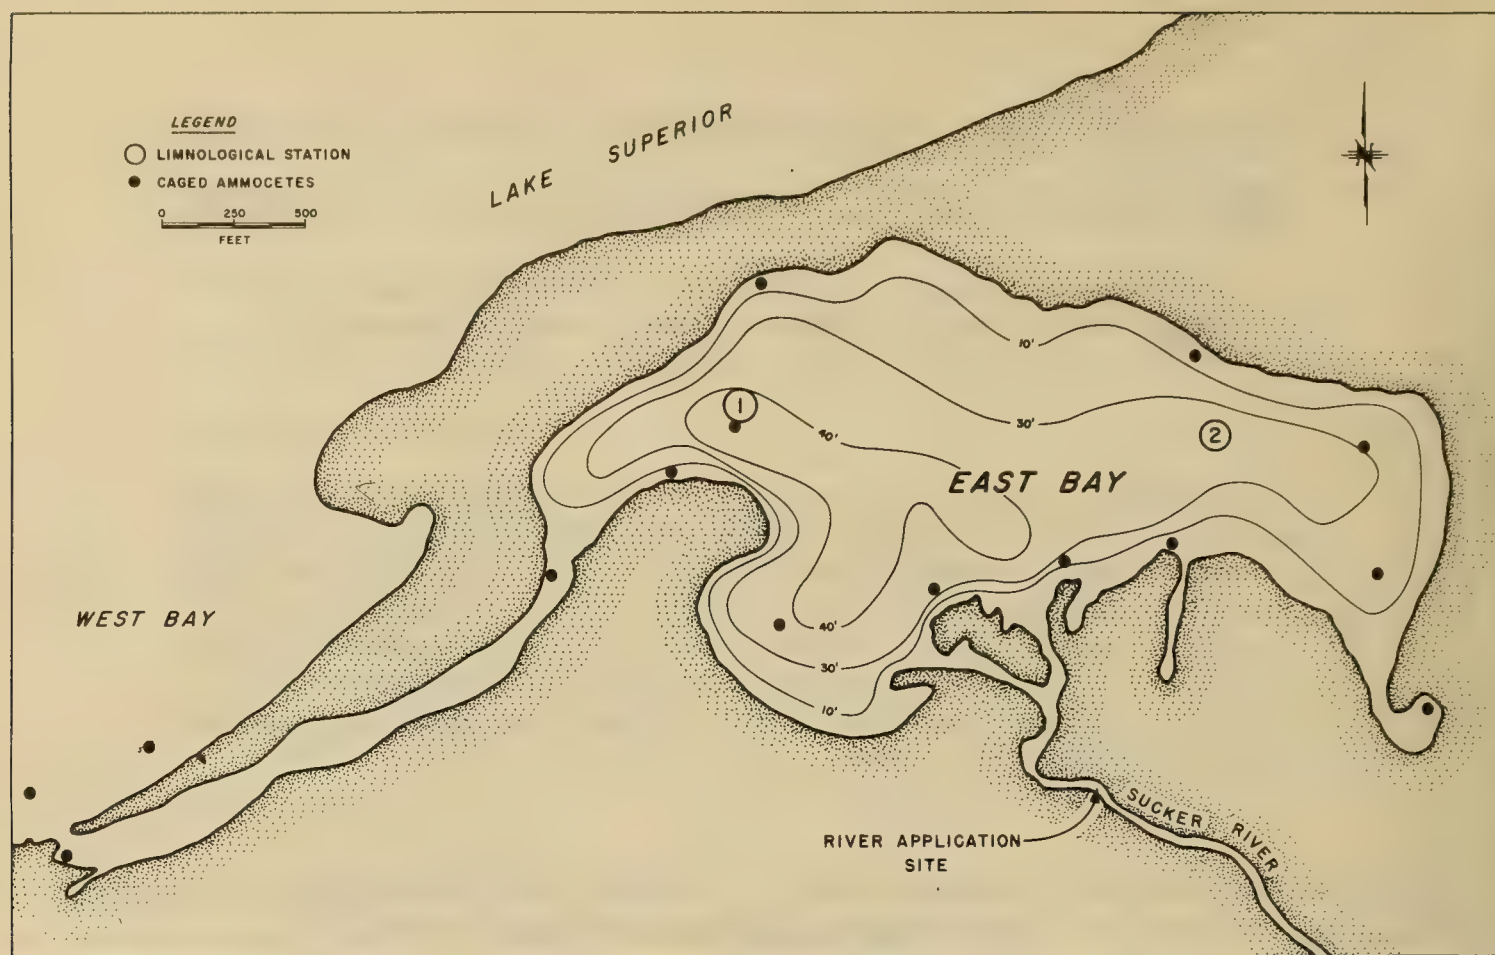 LEGEND
LIMNOLOGICAL STATION
CAGED AMMOCETES
0 250 500
FEET
LAKE SUPERIOR
10'
30'
40'
1
2
EAST BAY
WEST BAY
40'
30'
10'
SUCKER RIVER
RIVER APPLICATION
SITE